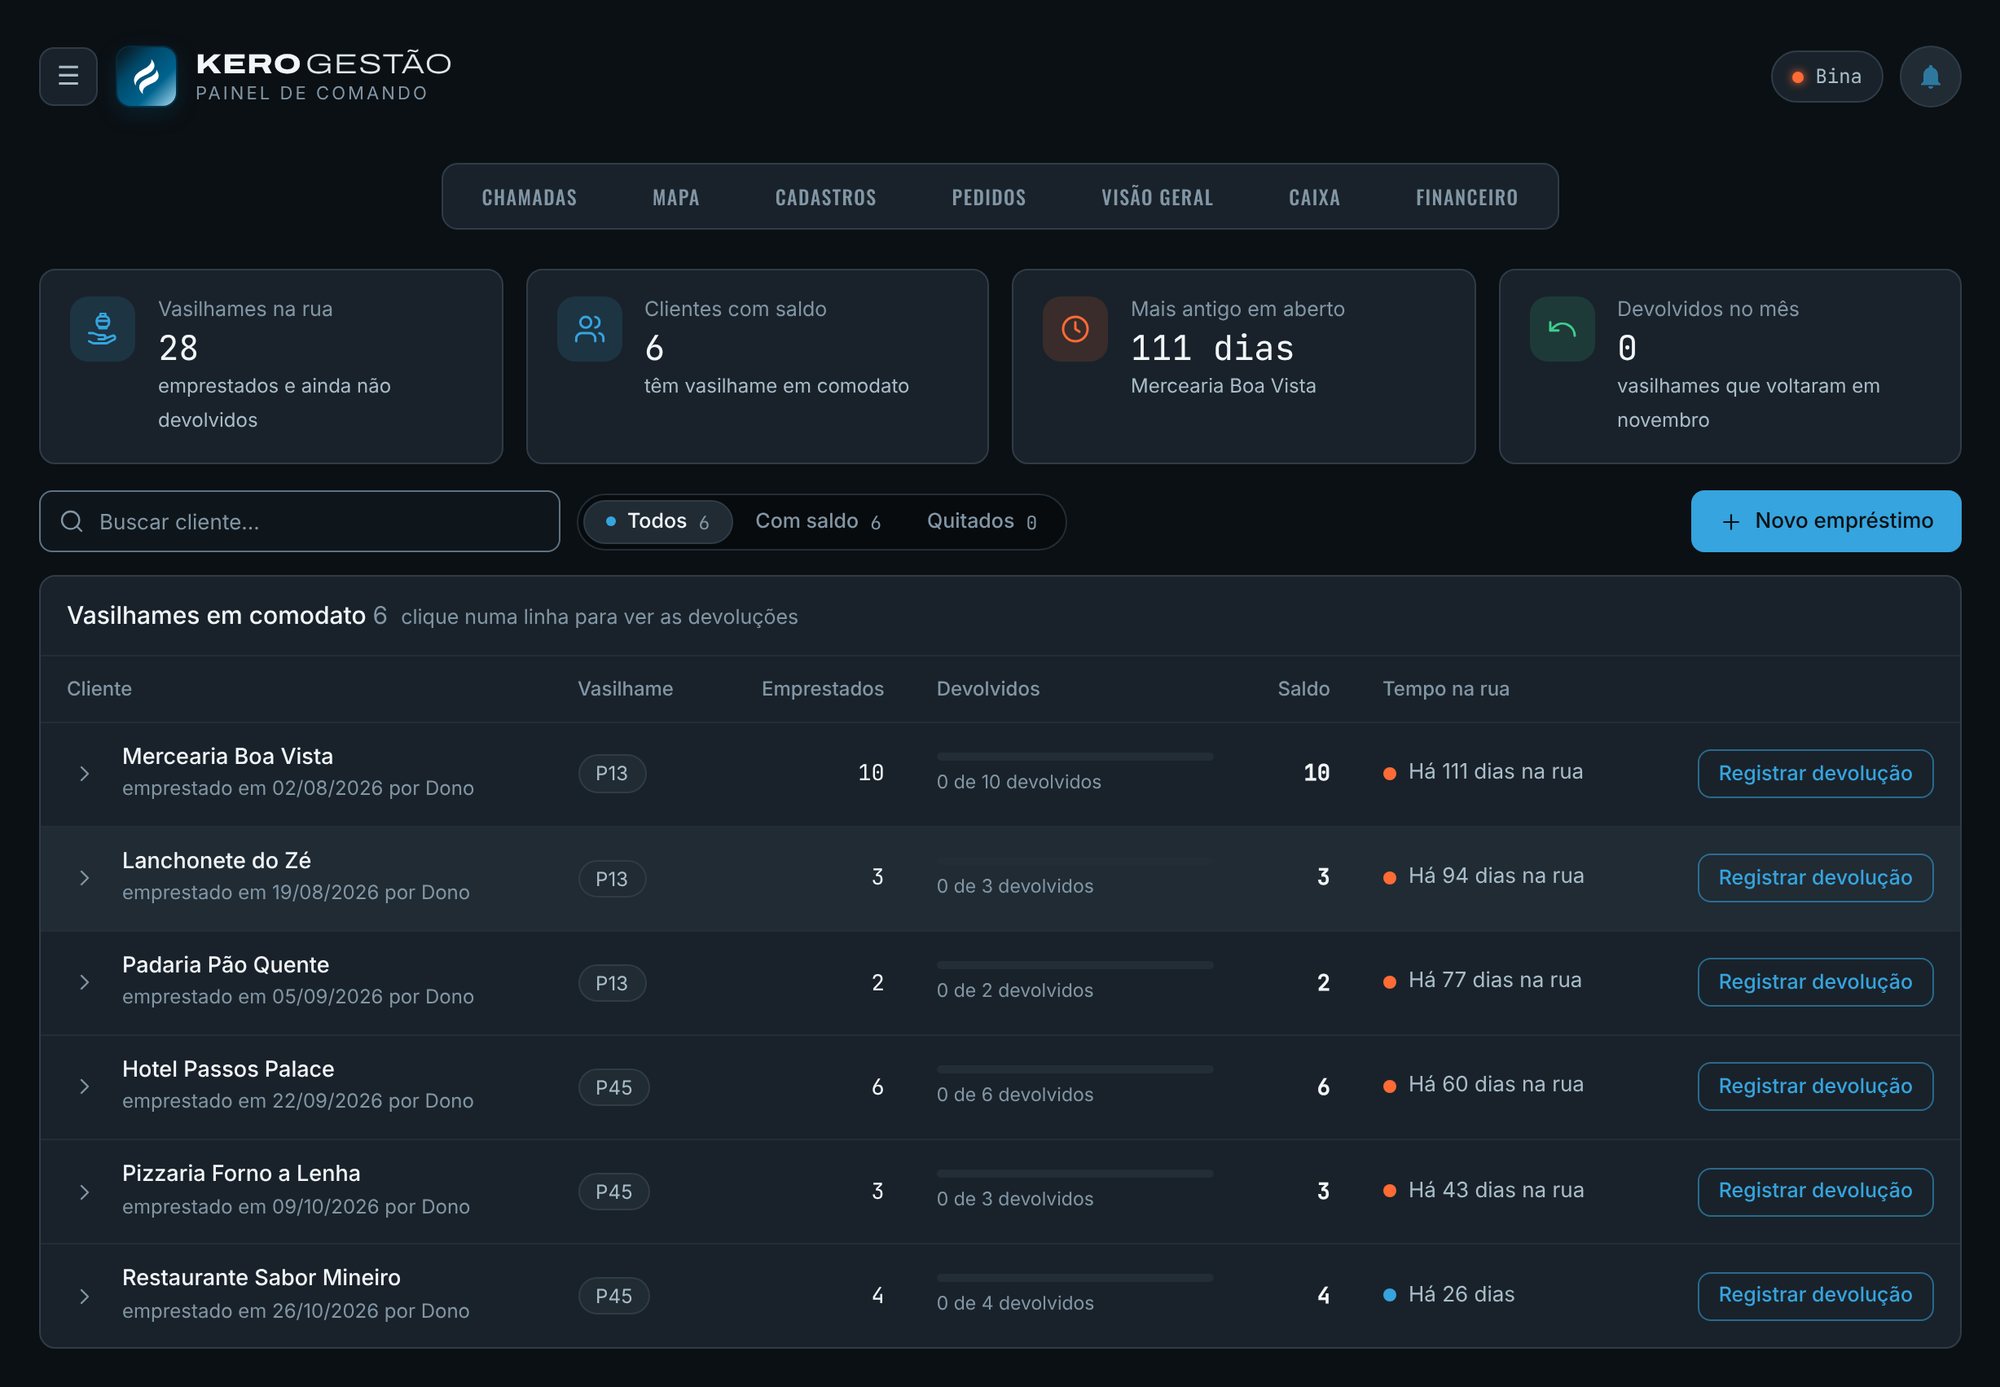 KERO GESTÃO
PAINEL DE COMANDO
Bina
CHAMADAS MAPA CADASTROS PEDIDOS VISÃO GERAL CAIXA FINANCEIRO
Vasilhames na rua
28
emprestados e ainda não
devolvidos
Clientes com saldo
6
têm vasilhame em comodato
Mais antigo em aberto
111 dias
Mercearia Boa Vista
Devolvidos no mês
0
vasilhames que voltaram em
novembro
Buscar cliente...
Todos 6 Com saldo 6 Quitados 0
+ Novo empréstimo
Vasilhames em comodato 6 clique numa linha para ver as devoluções
Cliente Vasilhame Emprestados Devolvidos Saldo Tempo na rua
Mercearia Boa Vista
emprestado em 02/08/2026 por Dono
P13 10 0 de 10 devolvidos 10 Há 111 dias na rua Registrar devolução
Lanchonete do Zé
emprestado em 19/08/2026 por Dono
P13 3 0 de 3 devolvidos 3 Há 94 dias na rua Registrar devolução
Padaria Pão Quente
emprestado em 05/09/2026 por Dono
P13 2 0 de 2 devolvidos 2 Há 77 dias na rua Registrar devolução
Hotel Passos Palace
emprestado em 22/09/2026 por Dono
P45 6 0 de 6 devolvidos 6 Há 60 dias na rua Registrar devolução
Pizzaria Forno a Lenha
emprestado em 09/10/2026 por Dono
P45 3 0 de 3 devolvidos 3 Há 43 dias na rua Registrar devolução
Restaurante Sabor Mineiro
emprestado em 26/10/2026 por Dono
P45 4 0 de 4 devolvidos 4 Há 26 dias Registrar devolução